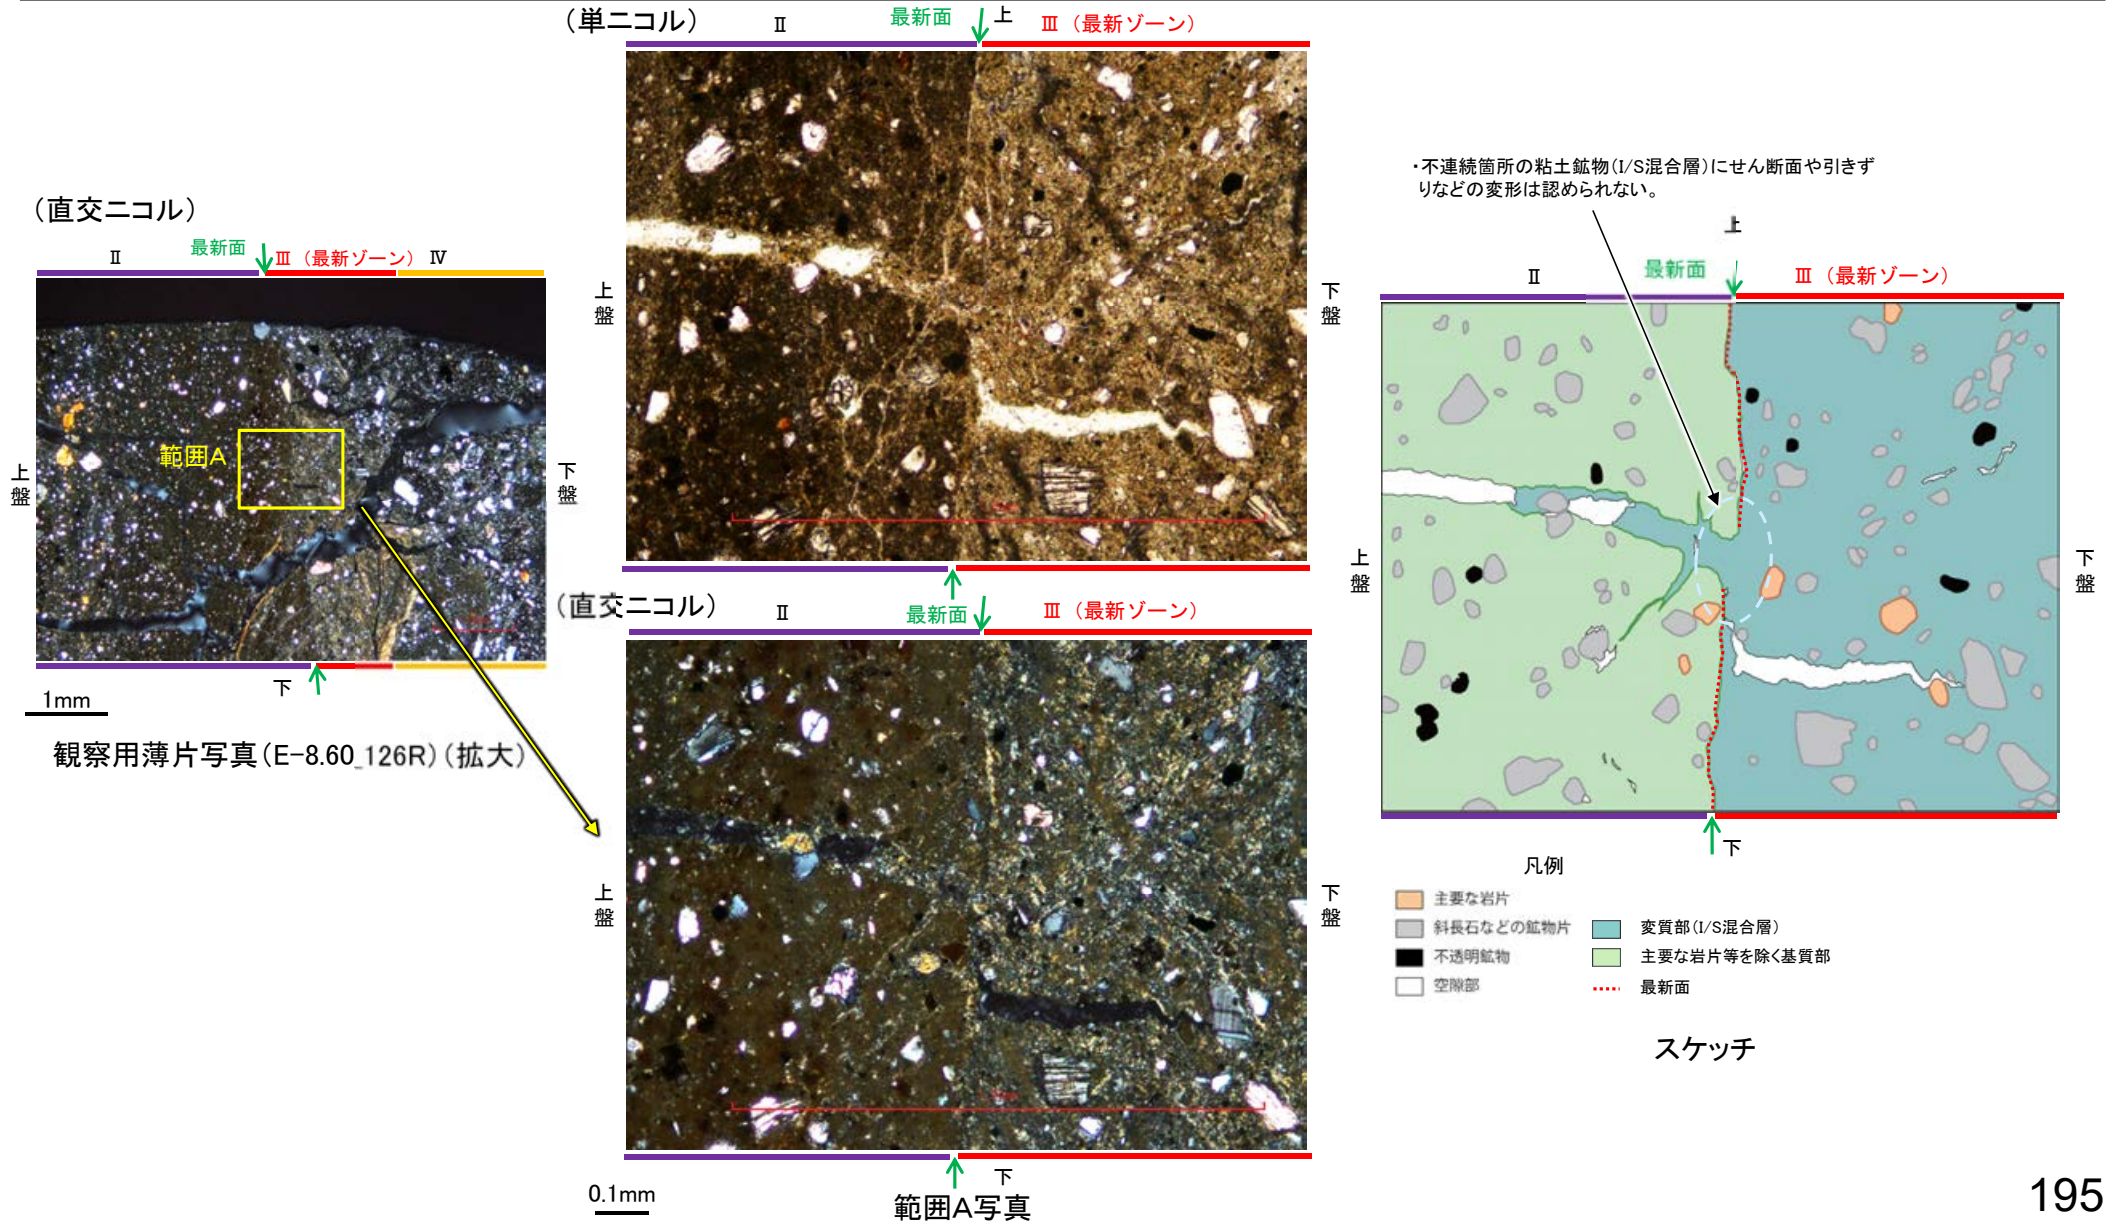 (直交ニコル)
Ⅱ
最新面
Ⅲ (最新ゾーン)
Ⅳ
上盤
範囲A
下盤
下
1mm
観察用薄片写真(E-8.60_126R)(拡大)
(単ニコル)
Ⅱ
最新面
上
Ⅲ (最新ゾーン)
上盤
下盤
(直交ニコル)
Ⅱ
最新面
Ⅲ (最新ゾーン)
上盤
下盤
下
0.1mm
範囲A写真
・不連続箇所の粘土鉱物(I/S混合層)にせん断面や引きず
りなどの変形は認められない。
上
Ⅱ
最新面
Ⅲ (最新ゾーン)
上盤
下盤
下
凡例
主要な岩片
斜長石などの鉱物片
不透明鉱物
空隙部
変質部(I/S混合層)
主要な岩片等を除く基質部
最新面
スケッチ
195